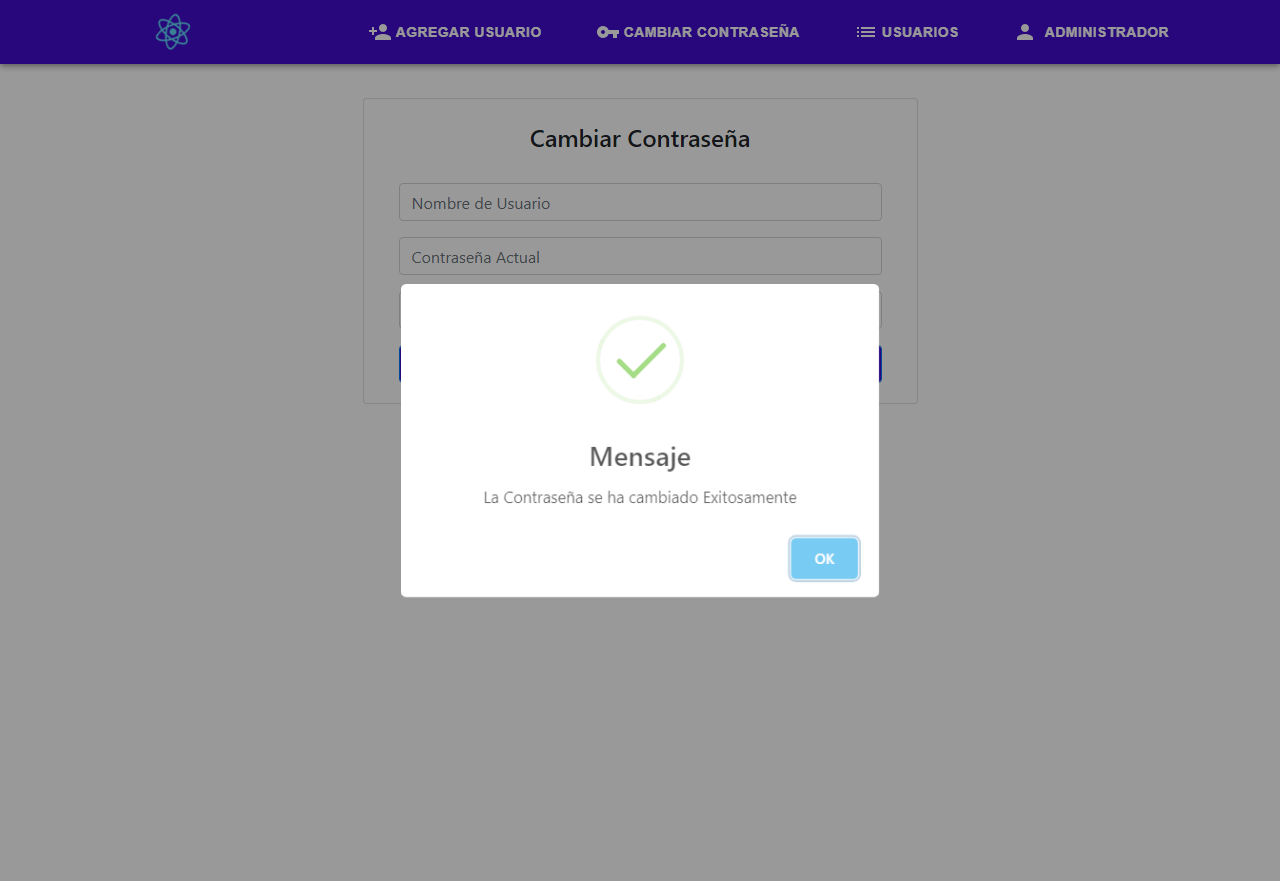 AGREGAR USUARIO
CAMBIAR CONTRASEÑA
USUARIOS
ADMINISTRADOR
Cambiar Contraseña
Nombre de Usuario
Contraseña Actual
Mensaje
La Contraseña se ha cambiado Exitosamente
OK